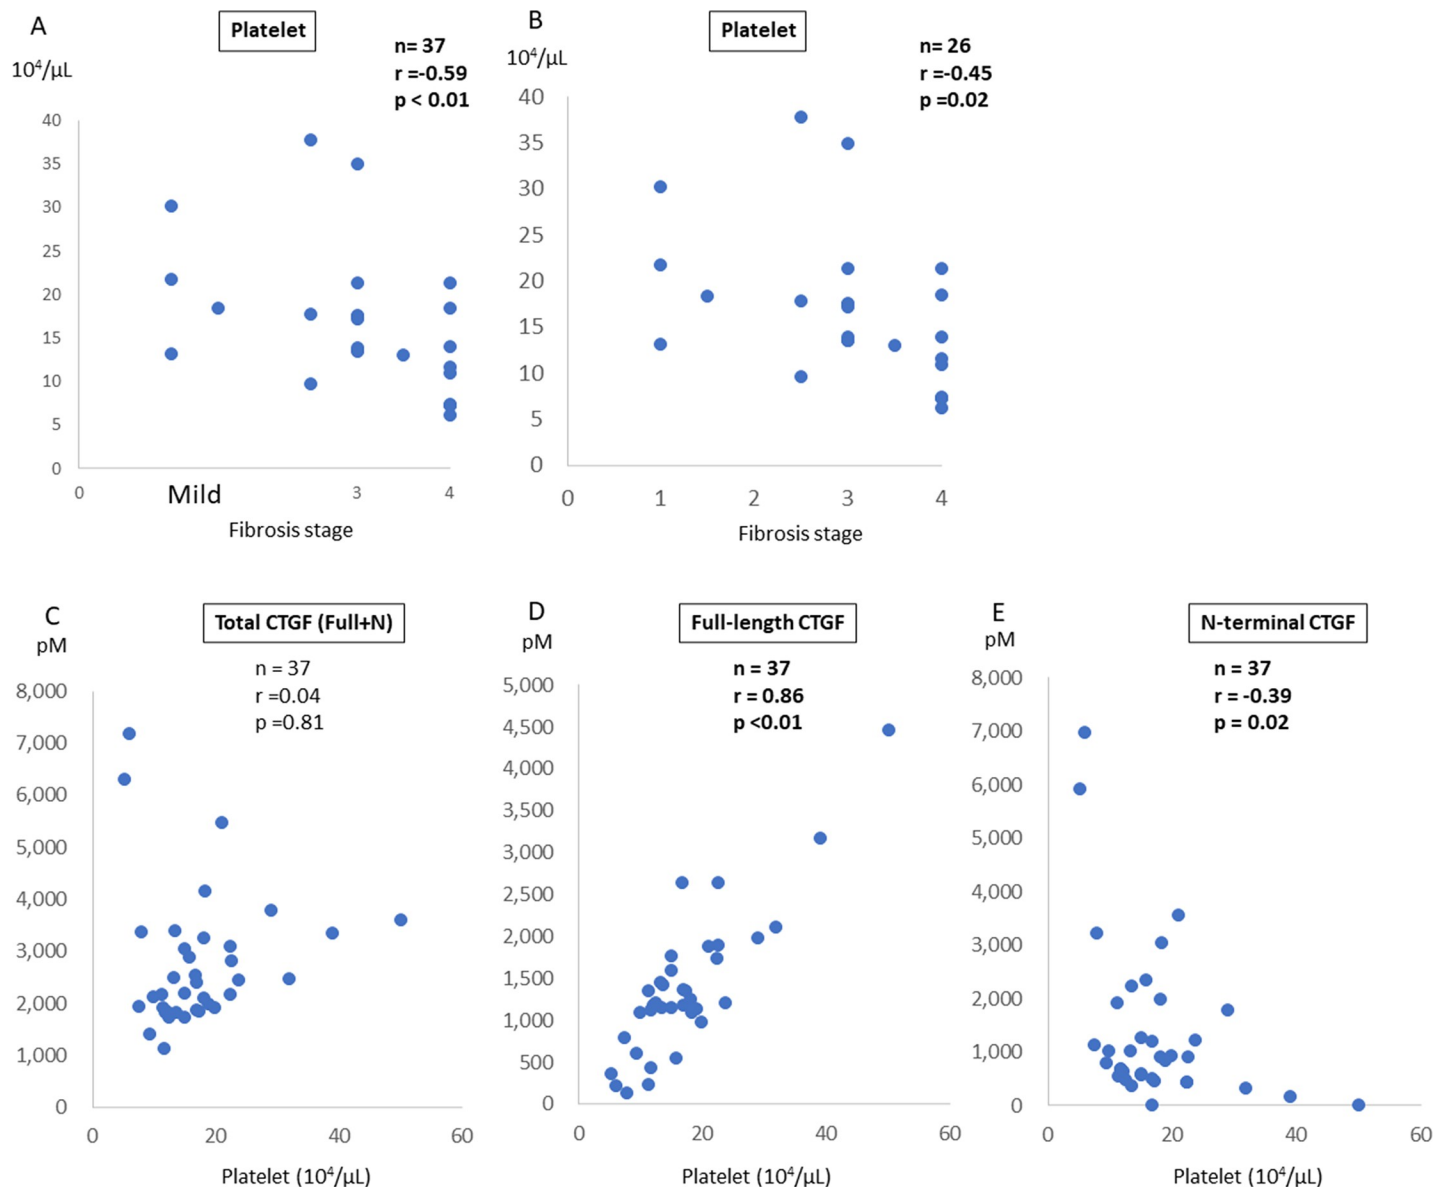 A
Platelet
n= 37
r =-0.59
p < 0.01
10⁴/µL
40
35
30
25
20
15
10
5
0
0
Mild
3
4
Fibrosis stage
B
Platelet
n= 26
r =-0.45
p =0.02
10⁴/µL
40
35
30
25
20
15
10
5
0
0
1
2
3
4
Fibrosis stage
C
Total CTGF (Full+N)
pM
n = 37
r =0.04
p =0.81
8,000
7,000
6,000
5,000
4,000
3,000
2,000
1,000
0
0
20
40
60
Platelet (10⁴/µL)
D
Full-length CTGF
pM
n = 37
r = 0.86
p <0.01
5,000
4,500
4,000
3,500
3,000
2,500
2,000
1,500
1,000
500
0
0
20
40
60
Platelet (10⁴/µL)
E
N-terminal CTGF
pM
n = 37
r = -0.39
p = 0.02
8,000
7,000
6,000
5,000
4,000
3,000
2,000
1,000
0
0
20
40
60
Platelet (10⁴/µL)